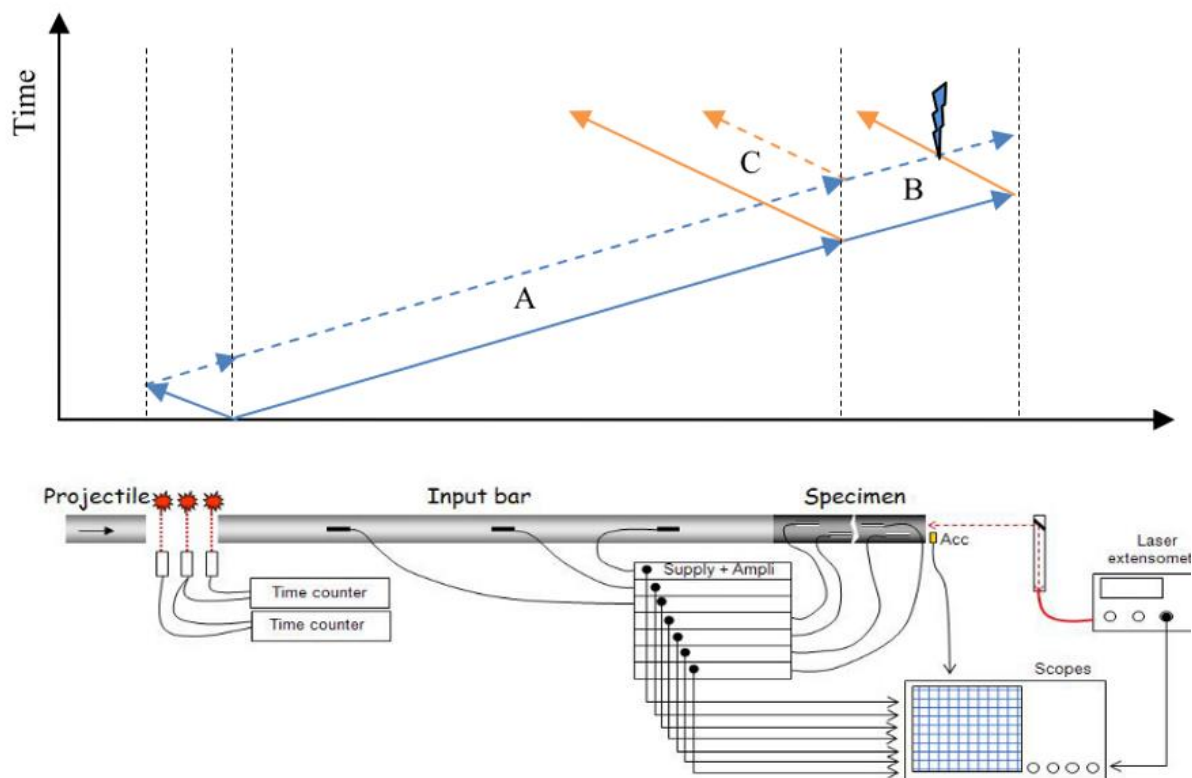 Time
A
B
C
Projectile
Input bar
Specimen
Acc
Laser
extensomet
Supply + Ampli
Time counter
Time counter
Scopes